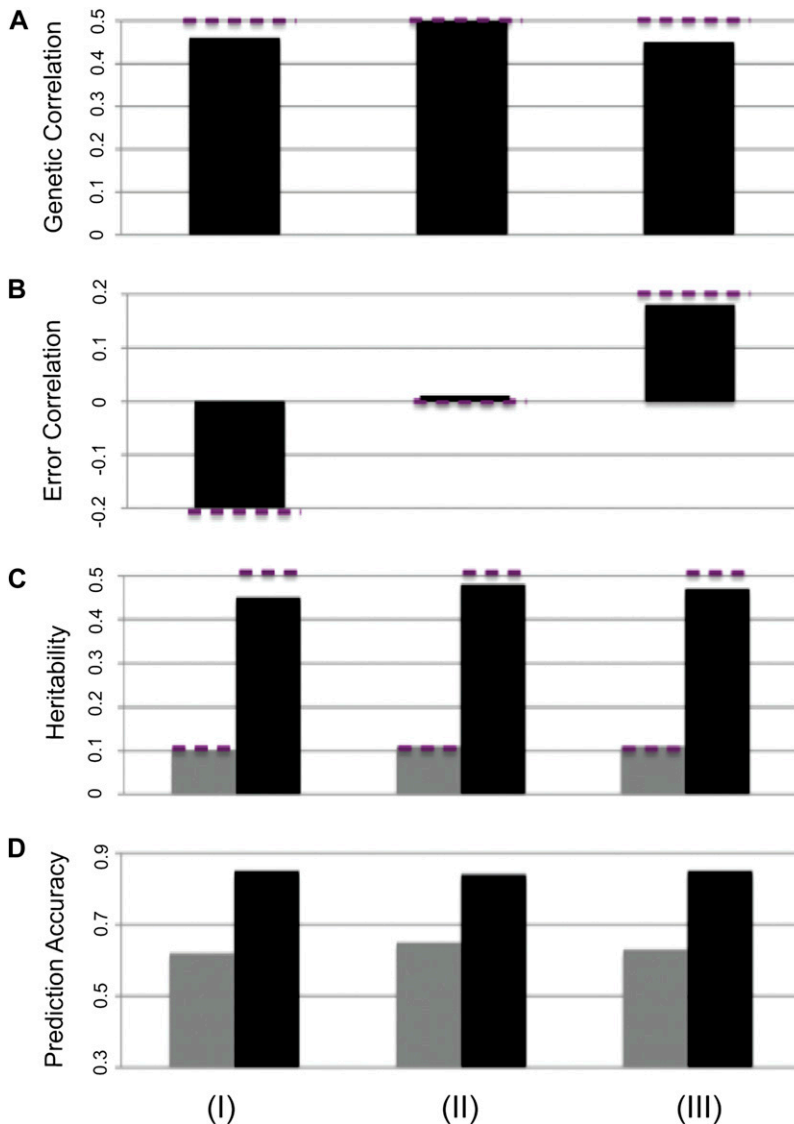 A
Genetic Correlation
0.5
0.4
0.3
0.2
0.1
0
B
Error Correlation
0.2
0.1
0
-0.1
-0.2
C
Heritability
0.5
0.4
0.3
0.2
0.1
0
D
Prediction Accuracy
0.9
0.7
0.5
0.3
(I) (II) (III)